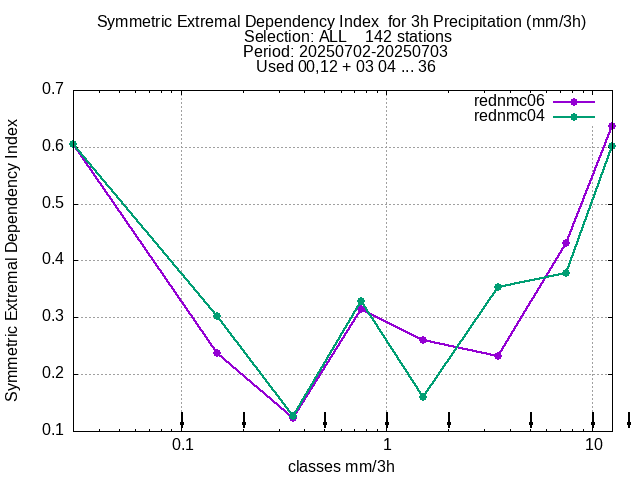 Symmetric Extremal Dependency Index  for 3h Precipitation (mm/3h)
Selection: ALL    142 stations
Period: 20250702-20250703
Used 00,12 + 03 04 ... 36
rednmc06
rednmc04
Symmetric Extremal Dependency Index
0.7
0.6
0.5
0.4
0.3
0.2
0.1
0.1 1 10
classes mm/3h